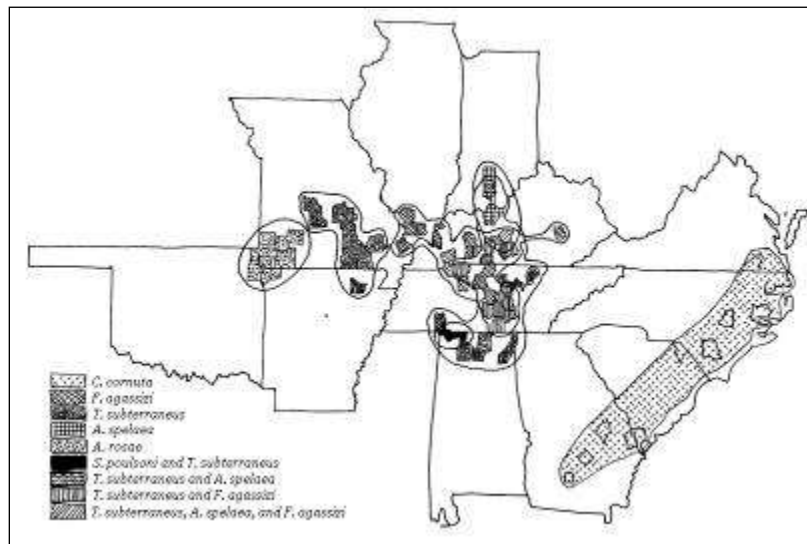 C. cornuta
F. agassizi
T. subterraneus
A. spelaea
A. rosae
S. poulsoni and T. subterraneus
T. subterraneus and A. spelaea
T. subterraneus and F. agassizi
T. subterraneus, A. spelaea, and F. agassizi